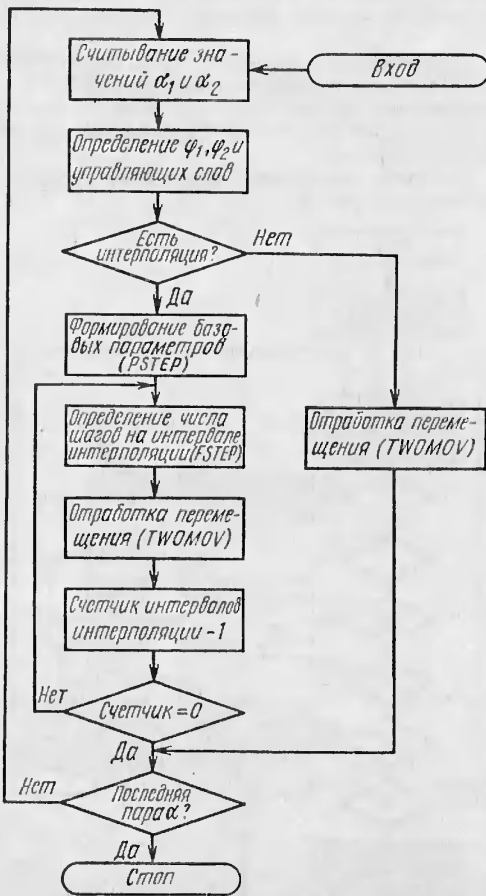 Считывание зна-
чений α₁ и α₂
Вход
Определение φ₁, φ₂ и
управляющих слов
Есть
интерполяция?
Нет
Да
Формирование базо-
вых параметров
(PSTEP)
Определение числа
шагов на интервале
интерполяции (FSTEP)
Отработка переме-
щения (TWOMOV)
Отработка переме-
щения (TWOMOV)
Счетчик интервалов
интерполяции -1
Нет
Счетчик = 0
Да
Нет
Последняя
пара α?
Да
Стоп